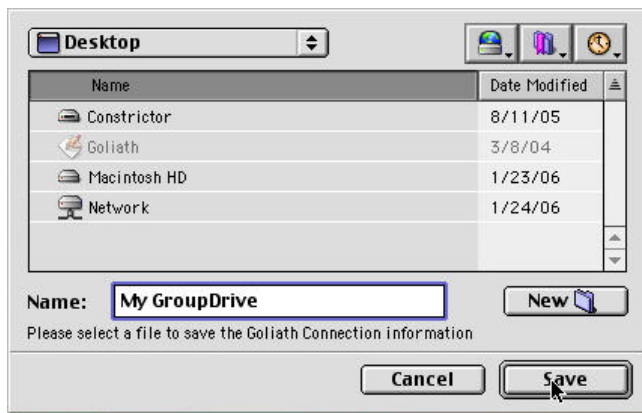 Desktop
Name Date Modified
Constrictor 8/11/05
Goliath 3/8/04
Macintosh HD 1/23/06
Network 1/24/06
Name: My GroupDrive New
Please select a file to save the Goliath Connection information
Cancel Save